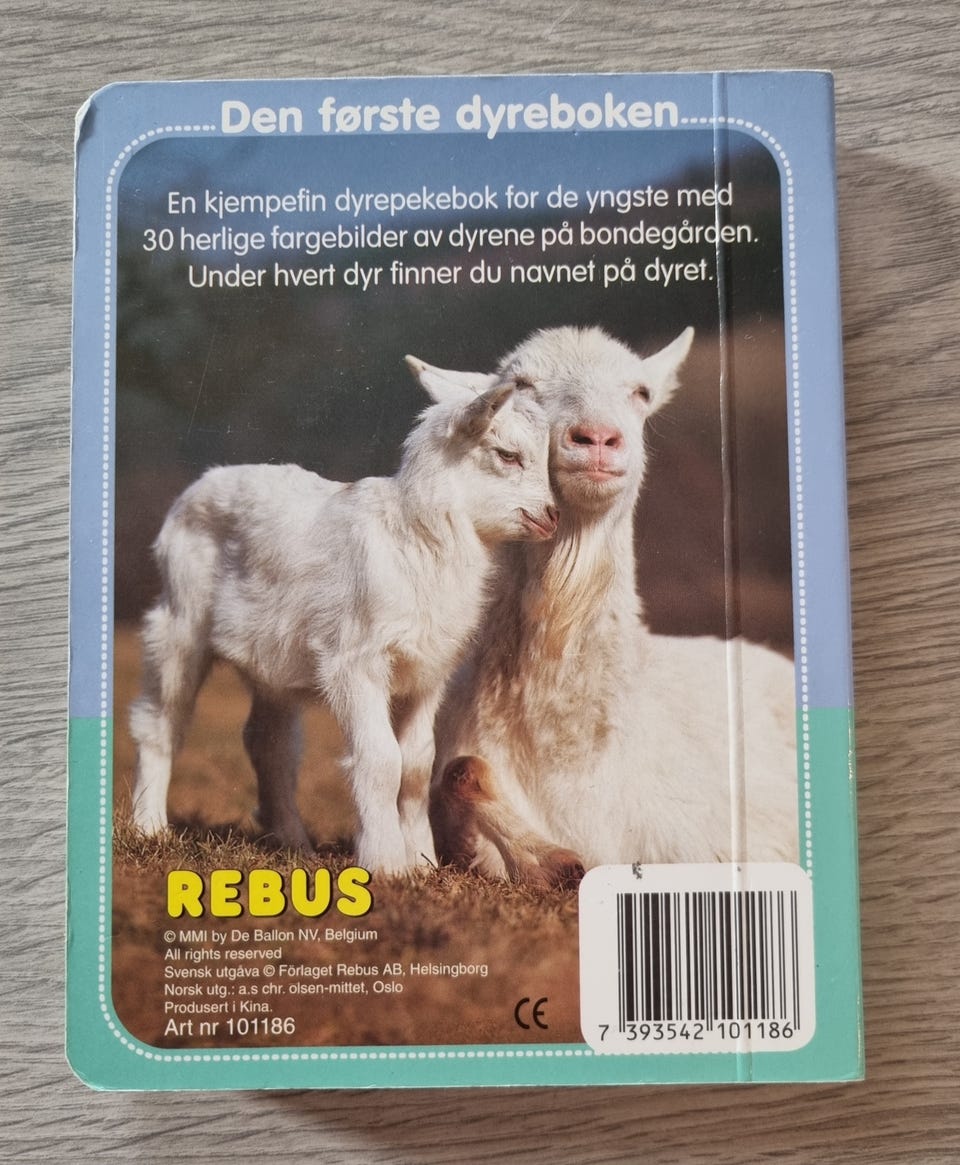 Den første dyreboken
En kjempefin dyrepekebok for de yngste med
30 herlige fargebilder av dyrene på bondegården.
Under hvert dyr finner du navnet på dyret.
REBUS
© MMI by De Ballon NV, Belgium
All rights reserved
Svensk utgåva © Förlaget Rebus AB, Helsingborg
Norsk utg.: a.s chr. olsen-mittet, Oslo
Produsert i Kina.
Art nr 101186
CE
7 393542 101186